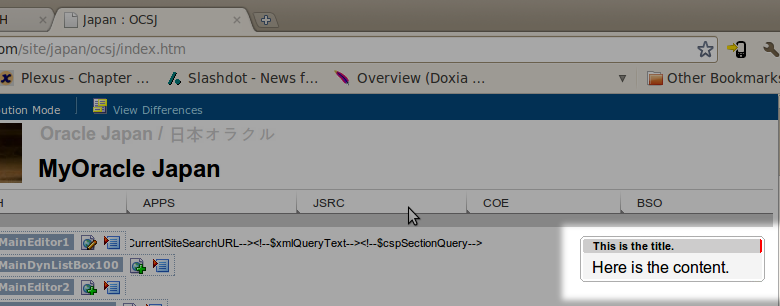 H
Japan : OCSJ
com/site/japan/ocsj/index.htm
Plexus - Chapter ...
Slashdot - News f...
Overview (Doxia
Other Bookmarks
ution Mode
View Differences
Oracle Japan / 日本オラクル
MyOracle Japan
H
APPS
JSRC
COE
BSO
MainEditor1
CurrentSiteSearchURL--><!--$xmlQueryText--><!--$cspSectionQuery-->
This is the title.
Here is the content.
MainDynListBox100
MainEditor2